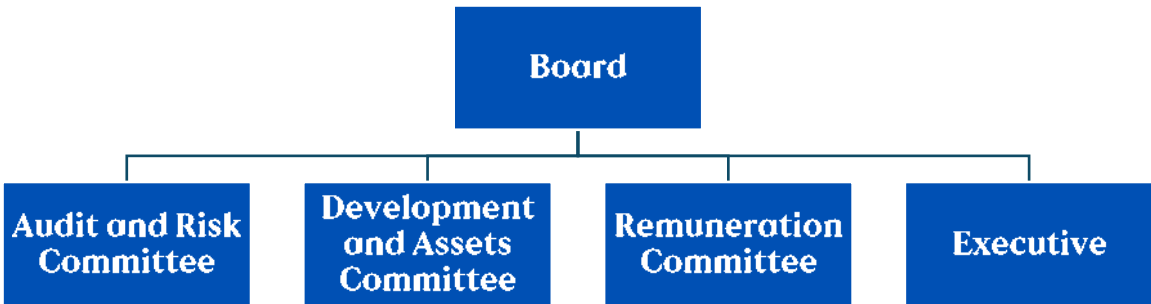 Board
Audit and Risk
Committee
Development
and Assets
Committee
Remuneration
Committee
Executive